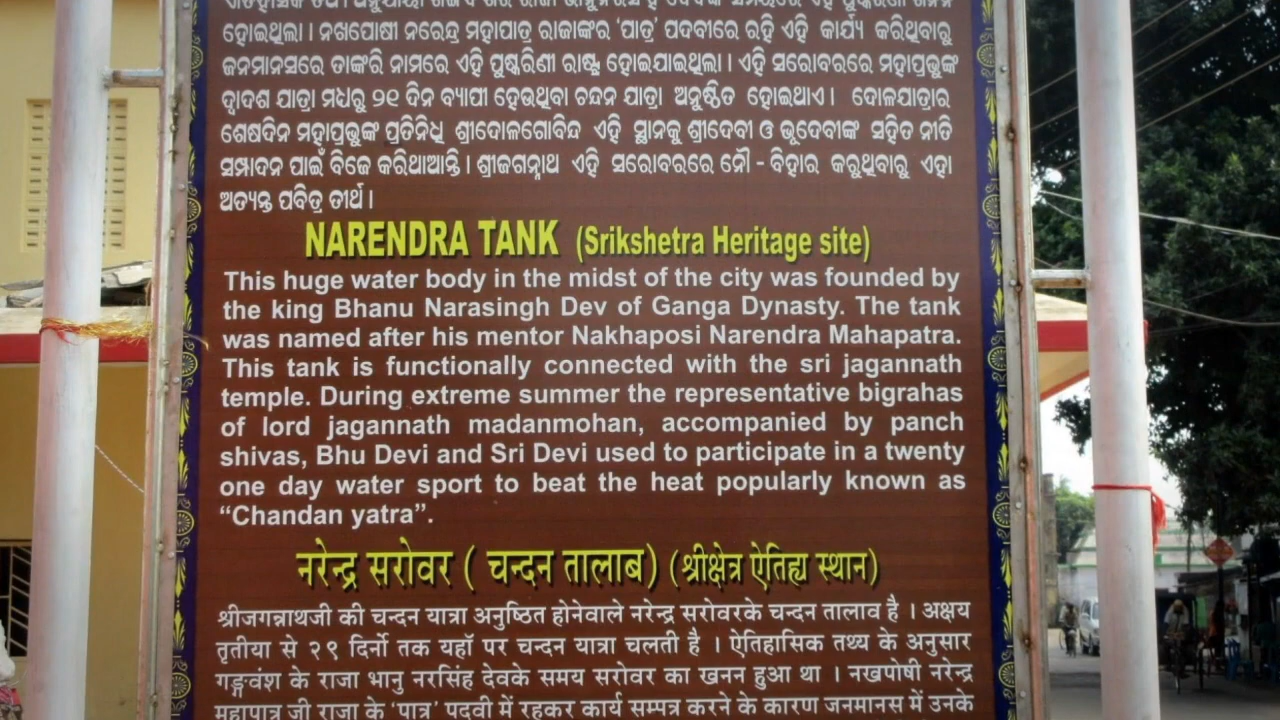 ହୋଇଥିଲା । ନଖପୋଷୀ ନରେନ୍ଦ୍ର ମହାପାତ୍ର ରାଜାଙ୍କର ‘ପାତ୍ର’ ପଦବୀରେ ରହି ଏହି କାର୍ଯ୍ୟ କରିଥିବାରୁ
ଜନମାନସରେ ତାଙ୍କରି ନାମରେ ଏହି ପୁଷ୍କରିଣୀ ରାଷ୍ଟ୍ର ହୋଇଯାଇଥିଲା । ଏହି ସରୋବରରେ ମହାପ୍ରଭୁଙ୍କ
ଦ୍ୱାଦଶ ଯାତ୍ରା ମଧ୍ୟରୁ ୨୧ ଦିନ ବ୍ୟାପୀ ହେଉଥିବା ଚନ୍ଦନ ଯାତ୍ରା ଅନୁଷ୍ଠିତ ହୋଇଥାଏ । ଦୋଳଯାତ୍ରାର
ଶେଷଦିନ ମହାପ୍ରଭୁଙ୍କ ପ୍ରତିନିଧି ଶ୍ରୀଦୋଳଗୋବିନ୍ଦ ଏହି ସ୍ଥାନକୁ ଶ୍ରୀଦେବୀ ଓ ଭୂଦେବୀଙ୍କ ସହିତ ନୀତି
ସମ୍ପାଦନ ପାଇଁ ବିଜେ କରିଥାଆନ୍ତି । ଶ୍ରୀଜଗନ୍ନାଥ ଏହି ସରୋବରରେ ନୌ - ବିହାର କରୁଥିବାରୁ ଏହା
ଅତ୍ୟନ୍ତ ପବିତ୍ର ତୀର୍ଥ ।
NARENDRA TANK (Srikshetra Heritage site)
This huge water body in the midst of the city was founded by
the king Bhanu Narasingh Dev of Ganga Dynasty. The tank
was named after his mentor Nakhaposi Narendra Mahapatra.
This tank is functionally connected with the sri jagannath
temple. During extreme summer the representative bigrahas
of lord jagannath madanmohan, accompanied by panch
shivas, Bhu Devi and Sri Devi used to participate in a twenty
one day water sport to beat the heat popularly known as
“Chandan yatra”.
नरेन्द्र सरोवर ( चन्दन तालाब) (श्रीक्षेत्र ऐतिह्य स्थान)
श्रीजगन्नाथजी की चन्दन यात्रा अनुष्ठित होनेवाले नरेन्द्र सरोवरके चन्दन तालाव है । अक्षय
तृतीया से २९ दिर्नो तक यहाॅ पर चन्दन यात्रा चलती है । ऐतिहासिक तथ्य के अनुसार
गङ्गवंश के राजा भानु नरसिंह देवके समय सरोवर का खनन हुआ था । नखपोषी नरेन्द्र
महापात्र जी राजा के ‘पात्र’ पदवी में रहकर कार्य सम्पत्र करने के कारण जनमानस में उनके